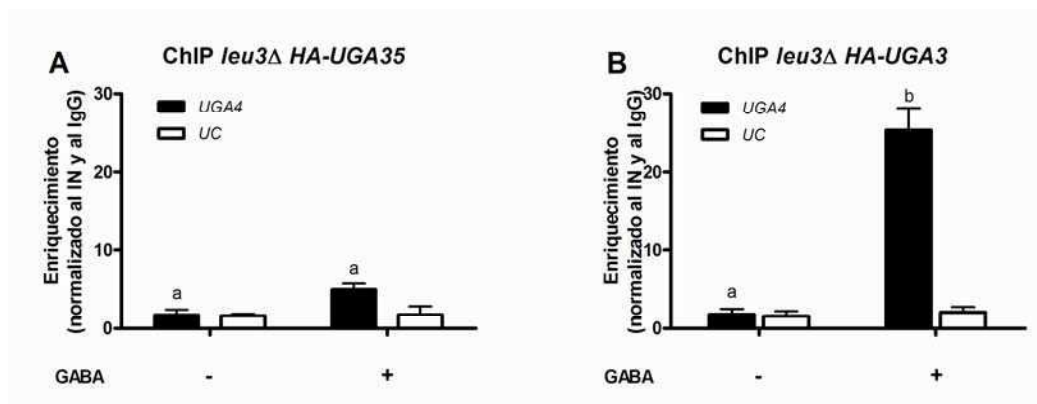 A
ChIP leu3Δ HA-UGA35
Enriquecimiento
(normalizado al IN y al IgG)
30
20
10
0
UGA4
UC
a
a
GABA
-
+
B
ChIP leu3Δ HA-UGA3
Enriquecimiento
(normalizado al IN y al IgG)
30
20
10
0
UGA4
UC
a
b
GABA
-
+